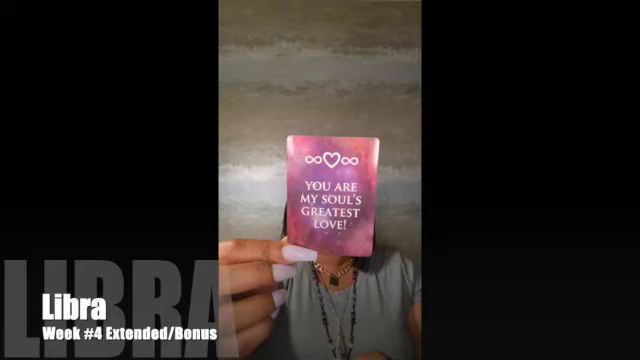 YOU ARE
MY SOUL'S
GREATEST
LOVE!
LIBRA
Libra
Week #4 Extended/Bonus